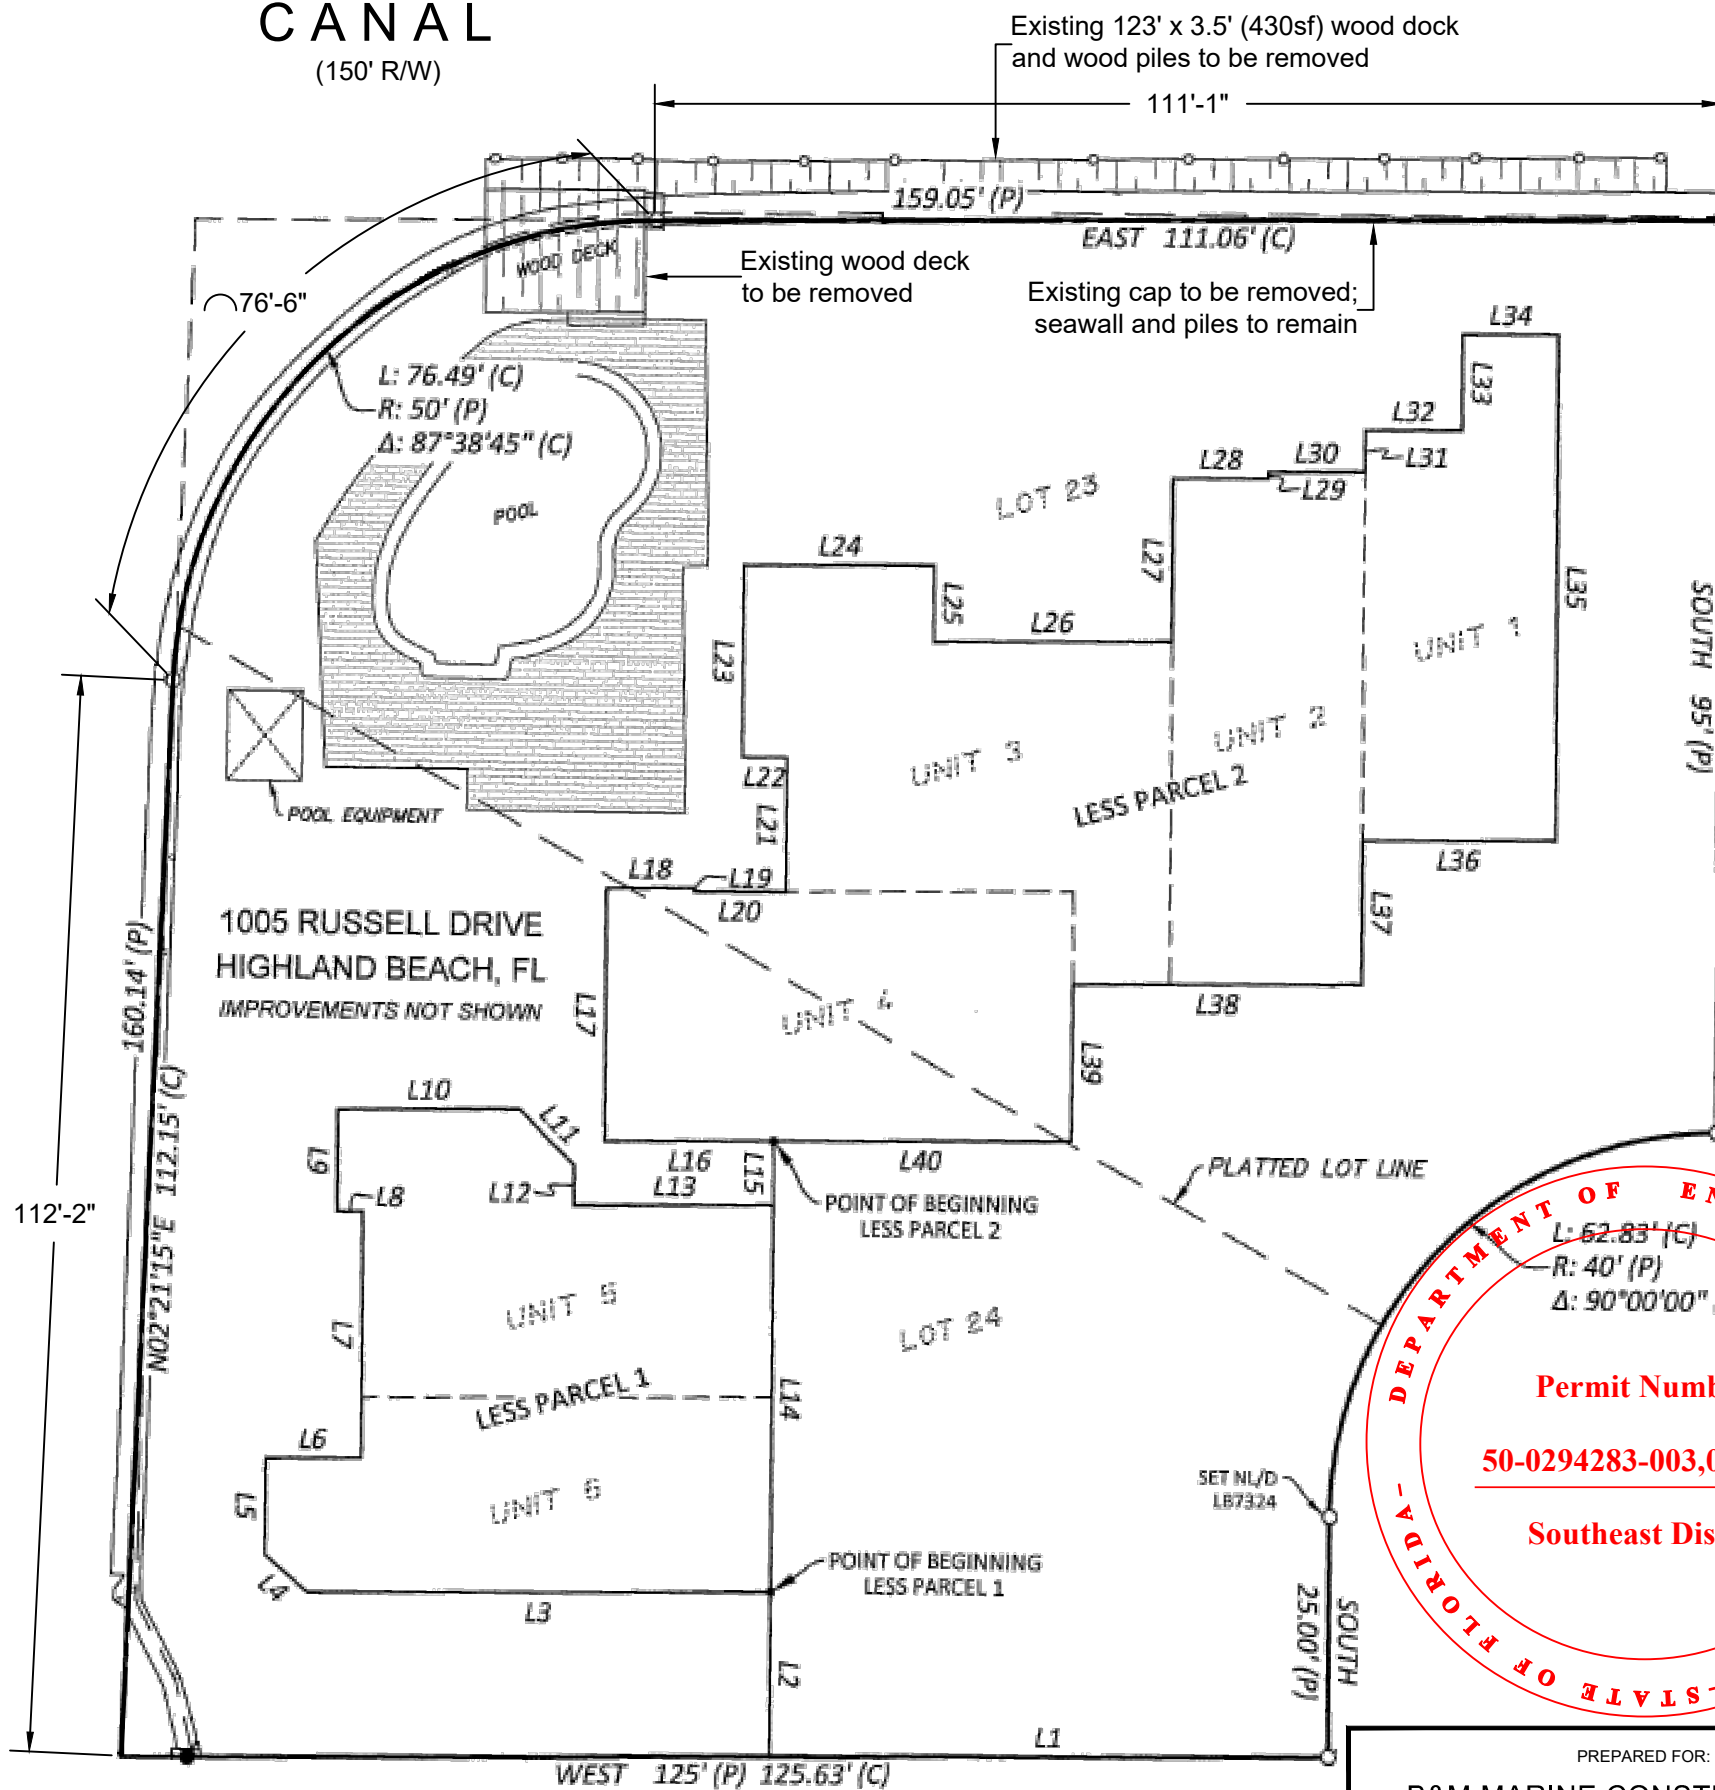 CANAL
(150' R/W)
Existing 123' x 3.5' (430sf) wood dock
and wood piles to be removed
111'-1"
159.05' (P)
EAST 111.06' (C)
WOOD DECK
Existing wood deck
to be removed
Existing cap to be removed;
seawall and piles to remain
76'-6"
L: 76.49' (C)
R: 50' (P)
Δ: 87°38'45" (C)
POOL
POOL EQUIPMENT
L34
L33
L32
L31
L30
L29
L28
LOT 23
L27
L24
L25
L26
L35
UNIT 1
SOUTH 95' (P)
L23
UNIT 2
UNIT 3
L22
LESS PARCEL 2
L21
L36
L18
L19
L20
L37
1005 RUSSELL DRIVE
HIGHLAND BEACH, FL
IMPROVEMENTS NOT SHOWN
160.14' (P)
N02°21'15"E 112.15' (C)
112'-2"
L17
UNIT 4
L38
L39
L10
L11
L9
L8
L12
L16
L13
L15
L40
PLATTED LOT LINE
POINT OF BEGINNING
LESS PARCEL 2
L7
UNIT 5
LOT 24
LESS PARCEL 1
L14
L6
L5
UNIT 6
L4
L3
POINT OF BEGINNING
LESS PARCEL 1
L2
L1
WEST 125' (P) 125.63' (C)
SET NL/D
LB7324
SOUTH
25.00' (P)
L: 62.83' (C)
R: 40' (P)
Δ: 90°00'00"
DEPARTMENT OF EN
Permit Numb
50-0294283-003,0
Southeast Dis
STATE OF FLORIDA-
PREPARED FOR:
B&M MARINE CONST